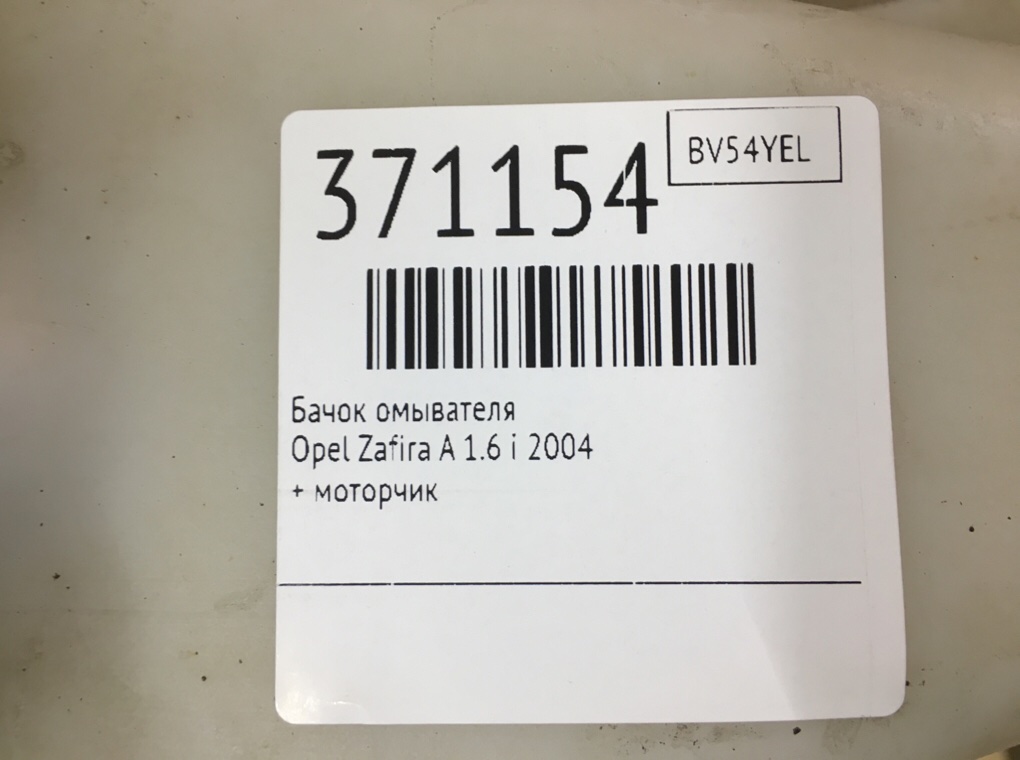 371154
BV54YEL
Бачок омывателя
Opel Zafira A 1.6 i 2004
+ моторчик